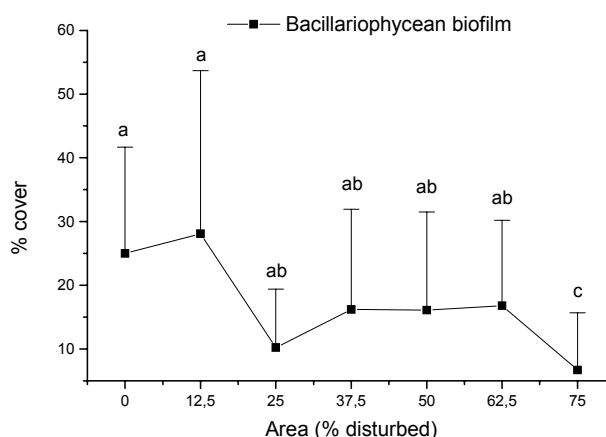 Bacillariophycean biofilm
60
50
40
30
20
10
% cover
a
a
ab
ab
ab
ab
c
0 12,5 25 37,5 50 62,5 75
Area (% disturbed)